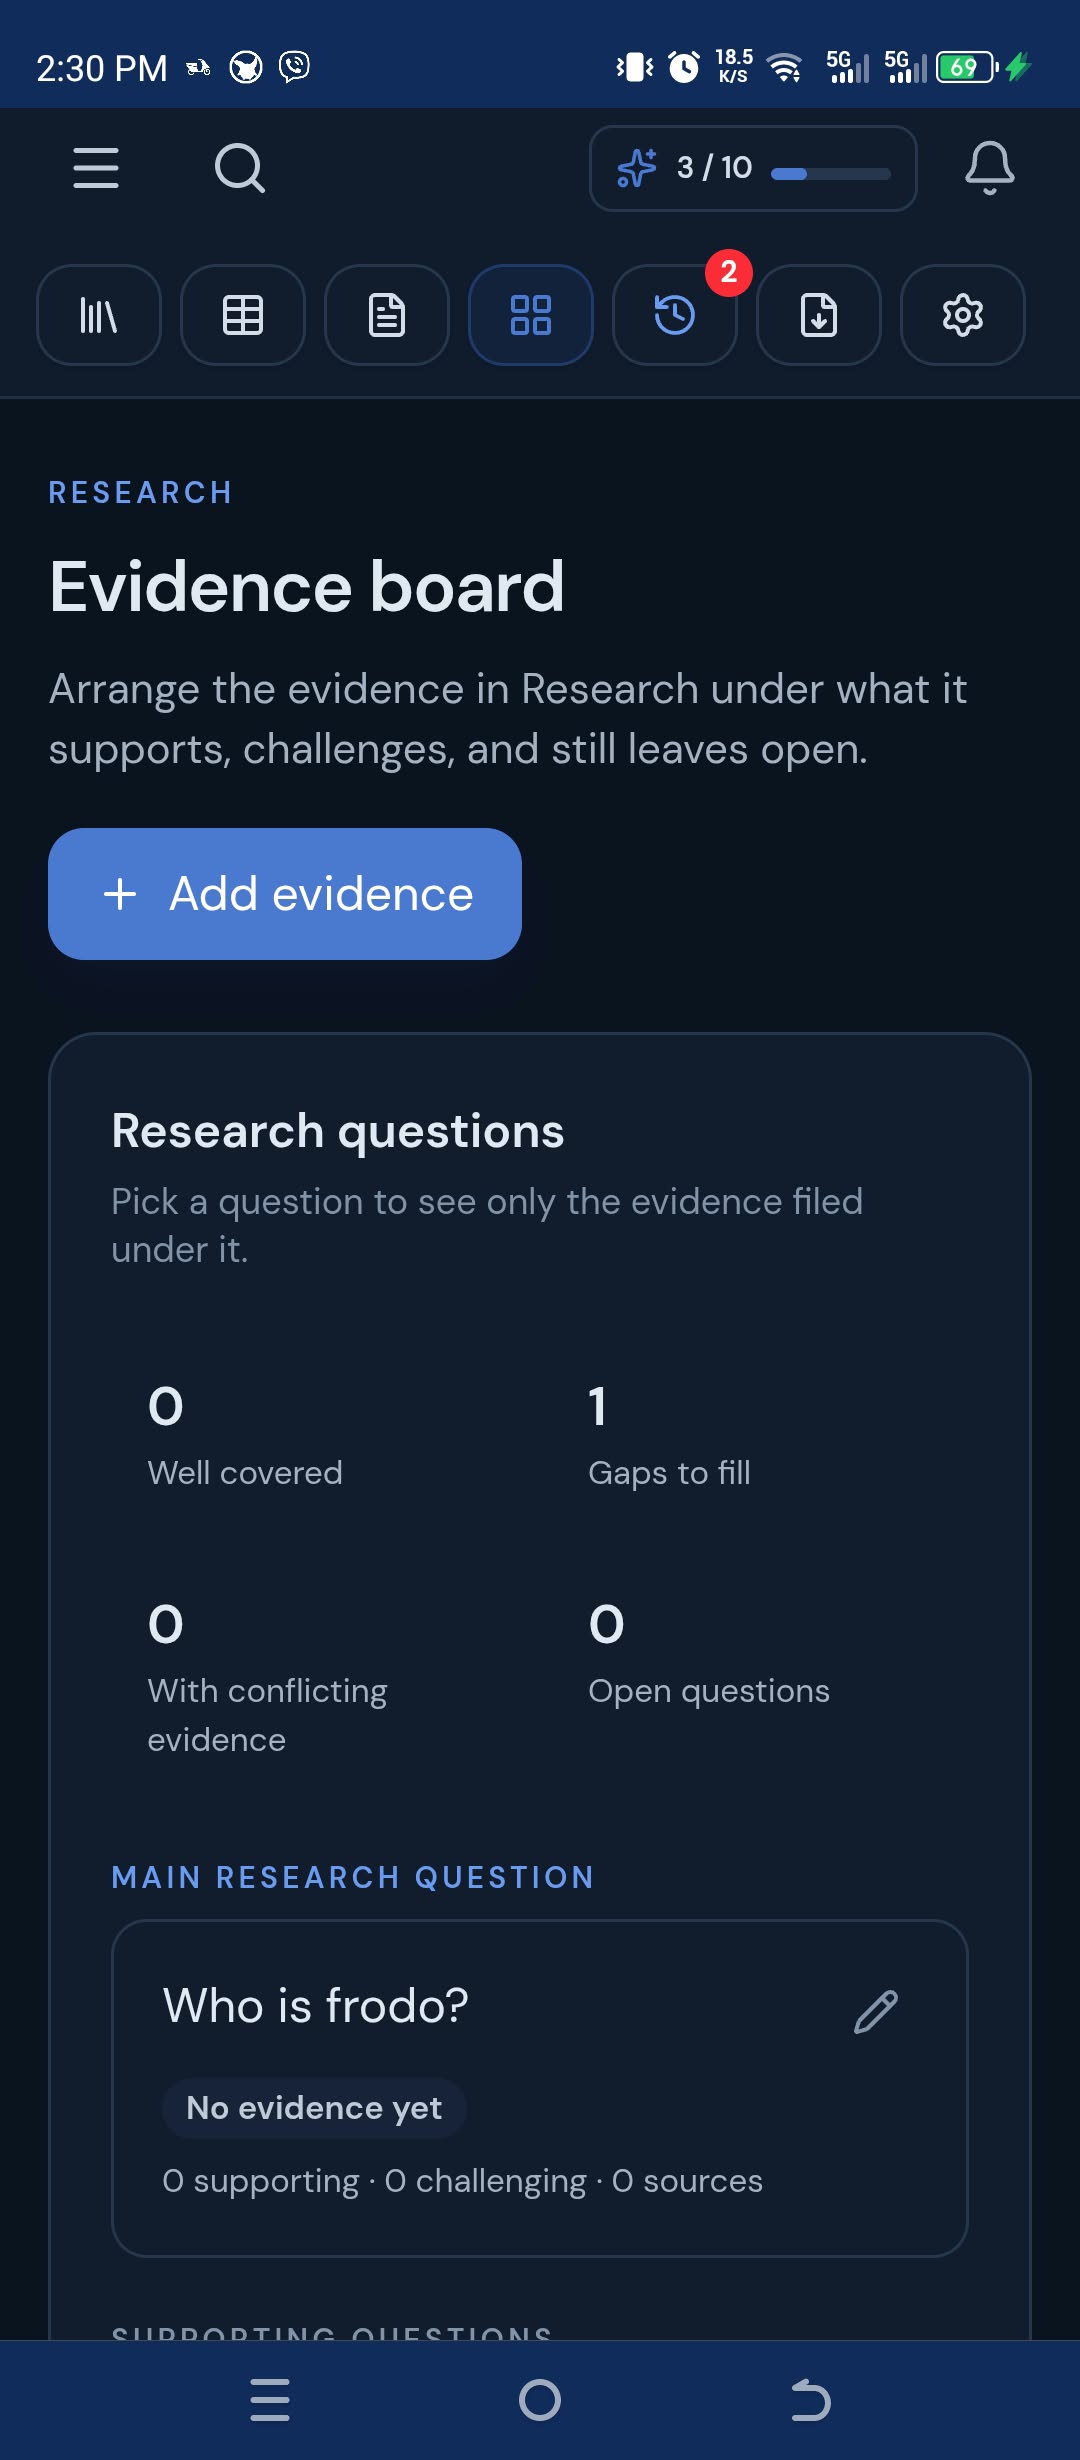 2:30 PM
18.5
K/S
5G
5G
69
3 / 10
2
RESEARCH
Evidence board
Arrange the evidence in Research under what it
supports, challenges, and still leaves open.
+ Add evidence
Research questions
Pick a question to see only the evidence filed
under it.
0
1
Well covered
Gaps to fill
0
0
With conflicting
evidence
Open questions
MAIN RESEARCH QUESTION
Who is frodo?
No evidence yet
0 supporting · 0 challenging · 0 sources
SUPPORTING QUESTIONS